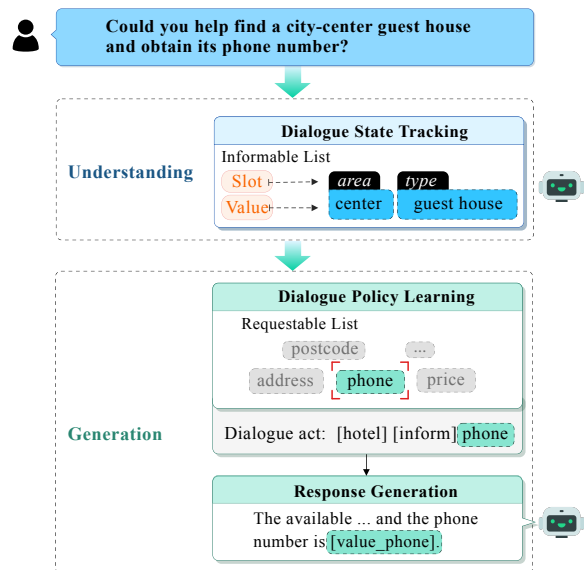 Could you help find a city-center guest house
and obtain its phone number?
Dialogue State Tracking
Understanding
Informable List
Slot area type
Value center guest house
Dialogue Policy Learning
Requestable List
postcode ...
address phone price
Generation
Dialogue act: [hotel] [inform] phone
Response Generation
The available ... and the phone
number is [value_phone].